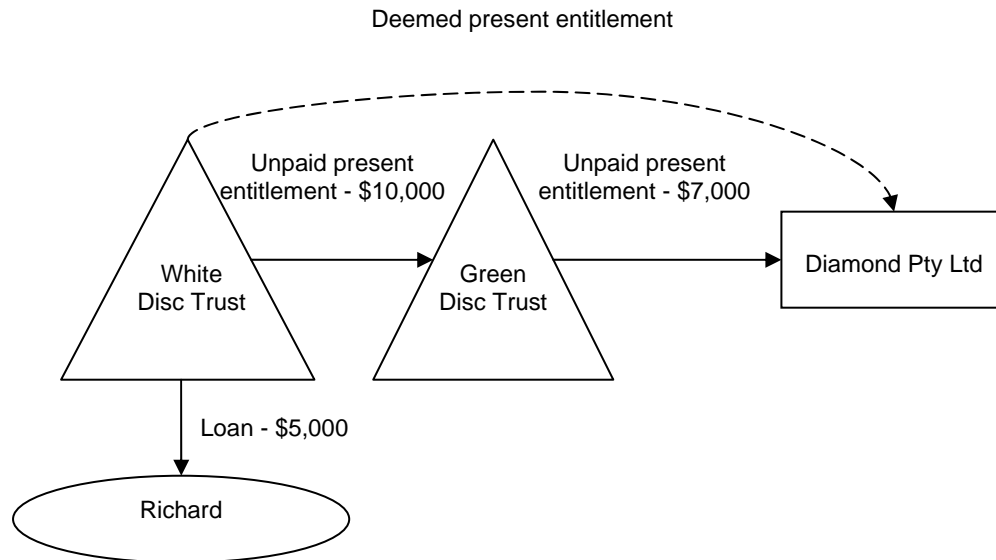 Deemed present entitlement
Unpaid present
entitlement - $10,000
Unpaid present
entitlement - $7,000
White
Disc Trust
Green
Disc Trust
Diamond Pty Ltd
Loan - $5,000
Richard